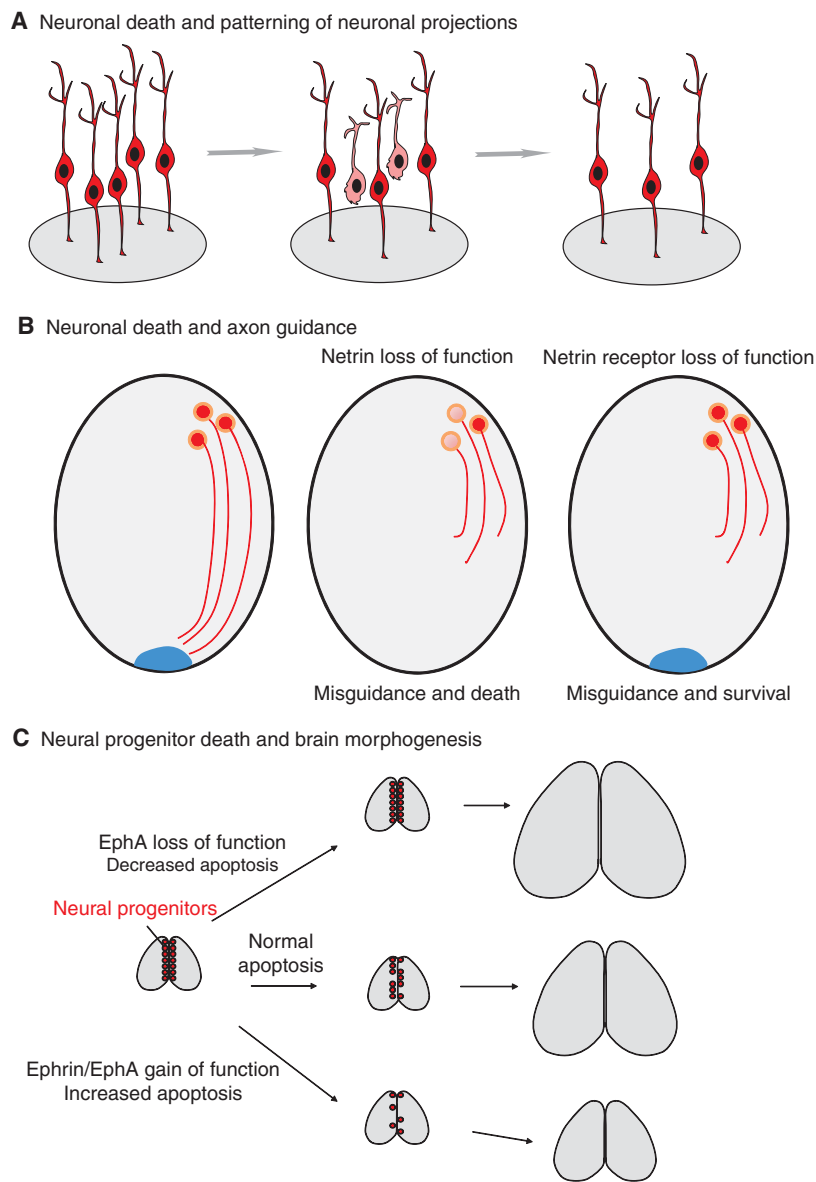 A Neuronal death and patterning of neuronal projections
B Neuronal death and axon guidance
Netrin loss of function
Netrin receptor loss of function
Misguidance and death
Misguidance and survival
C Neural progenitor death and brain morphogenesis
EphA loss of function
Decreased apoptosis
Neural progenitors
Normal
apoptosis
Ephrin/EphA gain of function
Increased apoptosis